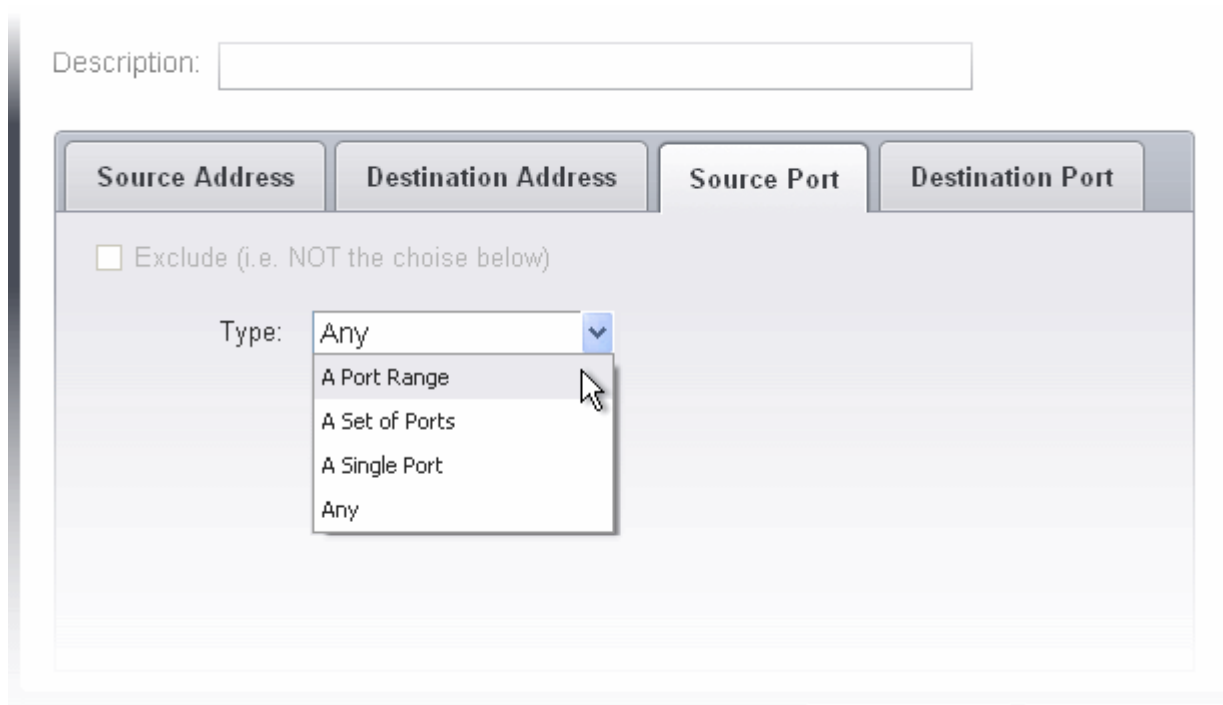 Description:
Source Address Destination Address Source Port Destination Port
Exclude (i.e. NOT the choise below)
Type: Any
A Port Range
A Set of Ports
A Single Port
Any